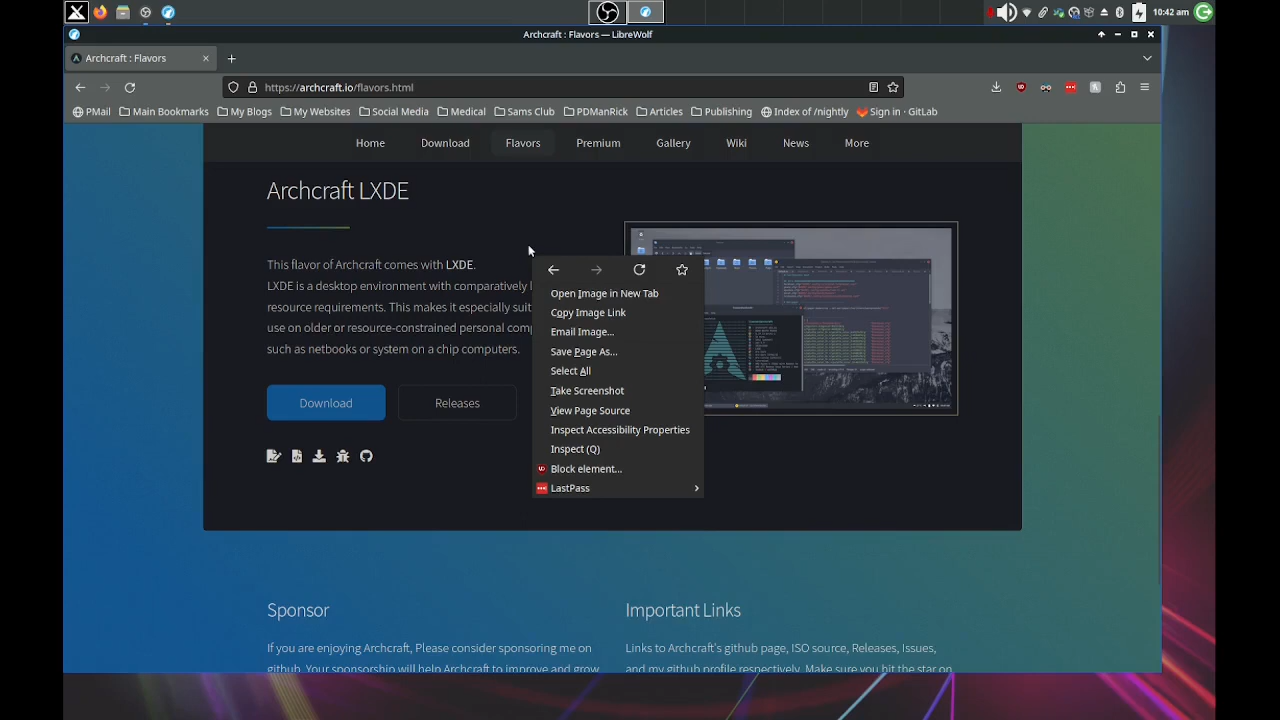 10:42 am
Archcraft : Flavors — LibreWolf
Archcraft : Flavors
https://archcraft.io/flavors.html
PMail Main Bookmarks My Blogs My Websites Social Media Medical Sams Club PDManRick Articles Publishing Index of /nightly Sign in · GitLab
Home Download Flavors Premium Gallery Wiki News More
Archcraft LXDE
This flavor of Archcraft comes with LXDE.
LXDE is a desktop environment with comparatively
resource requirements. This makes it especially
use on older or resource-constrained personal
such as netbooks or system on a chip computers.
Download Releases
Open Image in New Tab
Copy Image Link
Email Image...
Save Page As...
Select All
Take Screenshot
View Page Source
Inspect Accessibility Properties
Inspect (Q)
Block element...
LastPass
Sponsor
If you are enjoying Archcraft, Please consider sponsoring me on
github. Your sponsorship will help Archcraft to improve and grow
Important Links
Links to Archcraft's github page, ISO source, Releases, Issues,
and my github profile respectively. Make sure you hit the star on